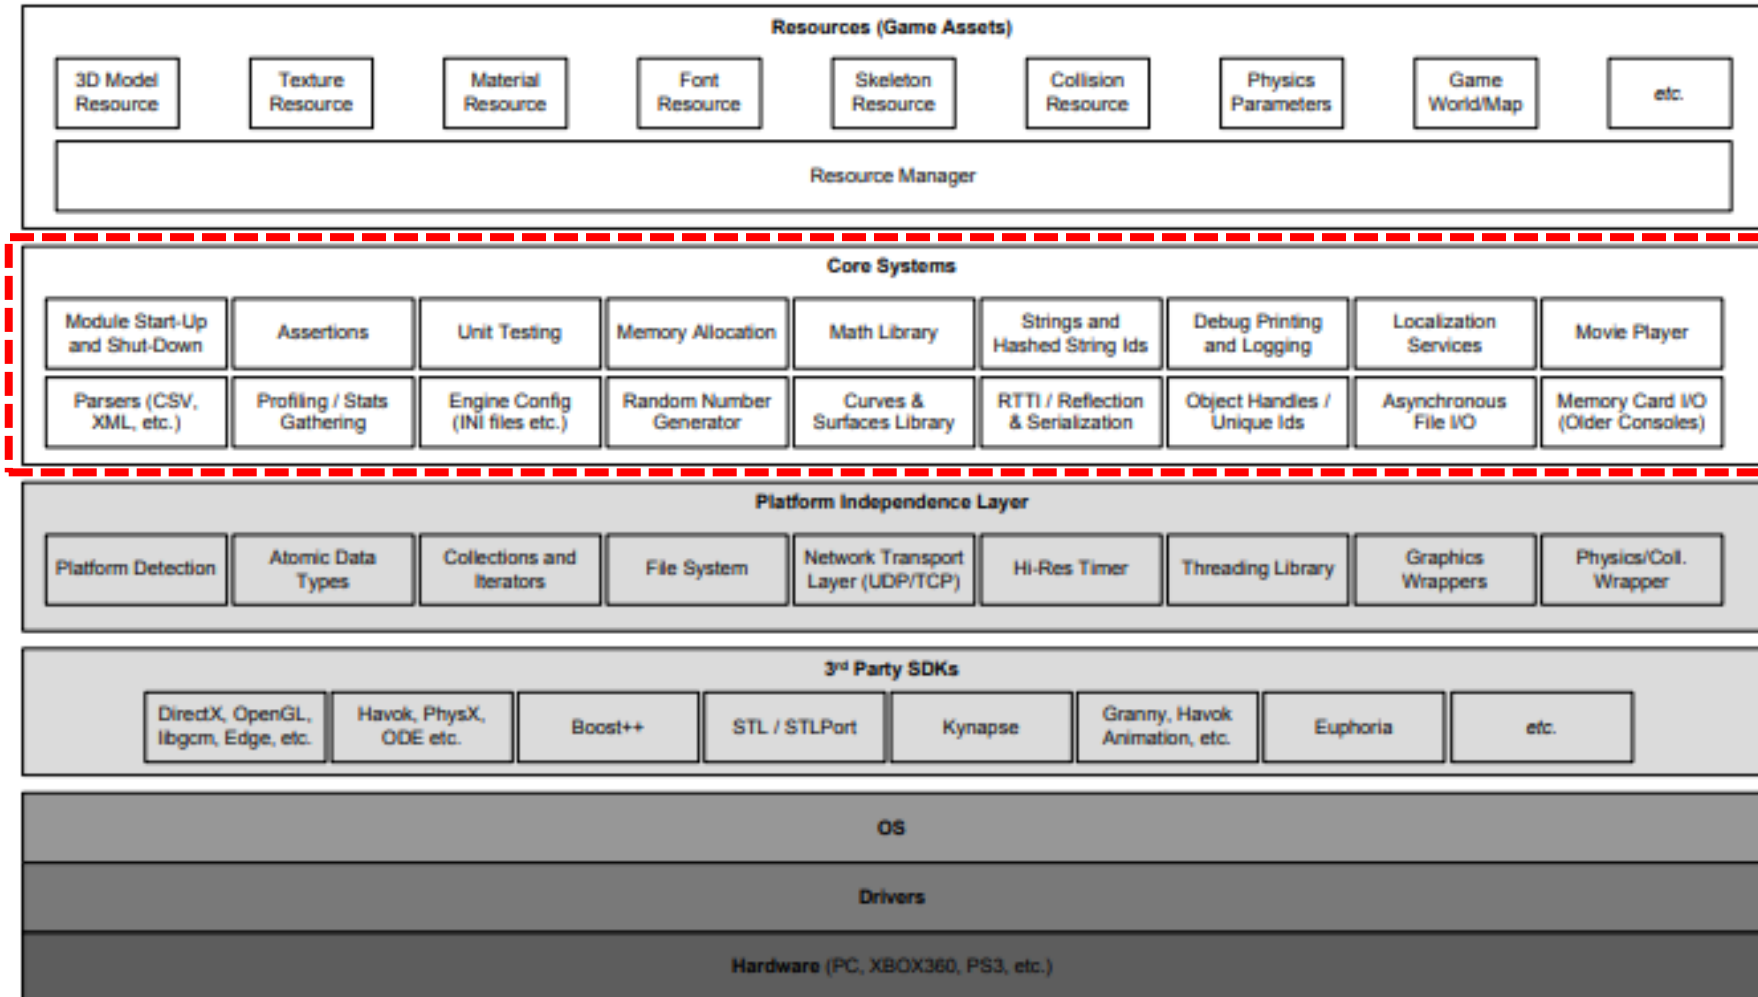 Resources (Game Assets)
3D Model
Resource
Texture
Resource
Material
Resource
Font
Resource
Skeleton
Resource
Collision
Resource
Physics
Parameters
Game
World/Map
etc.
Resource Manager
Core Systems
Module Start-Up
and Shut-Down
Assertions
Unit Testing
Memory Allocation
Math Library
Strings and
Hashed String Ids
Debug Printing
and Logging
Localization
Services
Movie Player
Parsers (CSV,
XML, etc.)
Profiling / Stats
Gathering
Engine Config
(INI files etc.)
Random Number
Generator
Curves &
Surfaces Library
RTTI / Reflection
& Serialization
Object Handles /
Unique Ids
Asynchronous
File I/O
Memory Card I/O
(Older Consoles)
Platform Independence Layer
Platform Detection
Atomic Data
Types
Collections and
Iterators
File System
Network Transport
Layer (UDP/TCP)
Hi-Res Timer
Threading Library
Graphics
Wrappers
Physics/Coll.
Wrapper
3rd Party SDKs
DirectX, OpenGL,
libgcm, Edge, etc.
Havok, PhysX,
ODE etc.
Boost++
STL / STLPort
Kynapse
Granny, Havok
Animation, etc.
Euphoria
etc.
OS
Drivers
Hardware (PC, XBOX360, PS3, etc.)